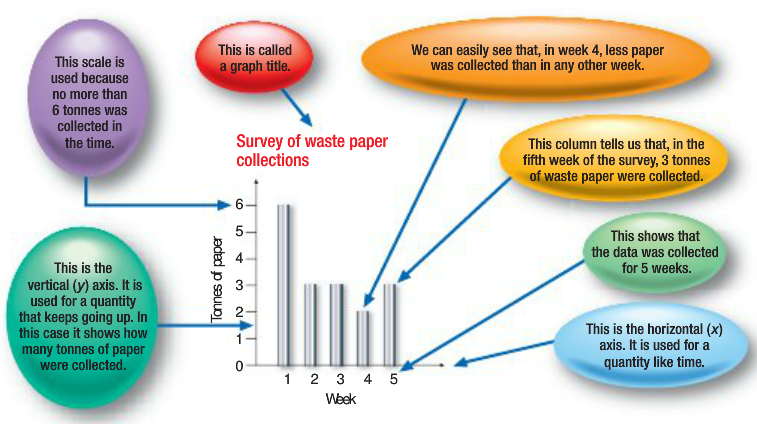 This scale is
used because
no more than
6 tonnes was
collected in
the time.
This is called
a graph title.
We can easily see that, in week 4, less paper
was collected than in any other week.
Survey of waste paper
collections
This column tells us that, in the
fifth week of the survey, 3 tonnes
of waste paper were collected.
This is the
vertical (y) axis. It is
used for a quantity
that keeps going up. In
this case it shows how
many tonnes of paper
were collected.
Tonnes of paper
6
5
4
3
2
1
0
1 2 3 4 5
Week
This shows that
the data was collected
for 5 weeks.
This is the horizontal (x)
axis. It is used for a
quantity like time.